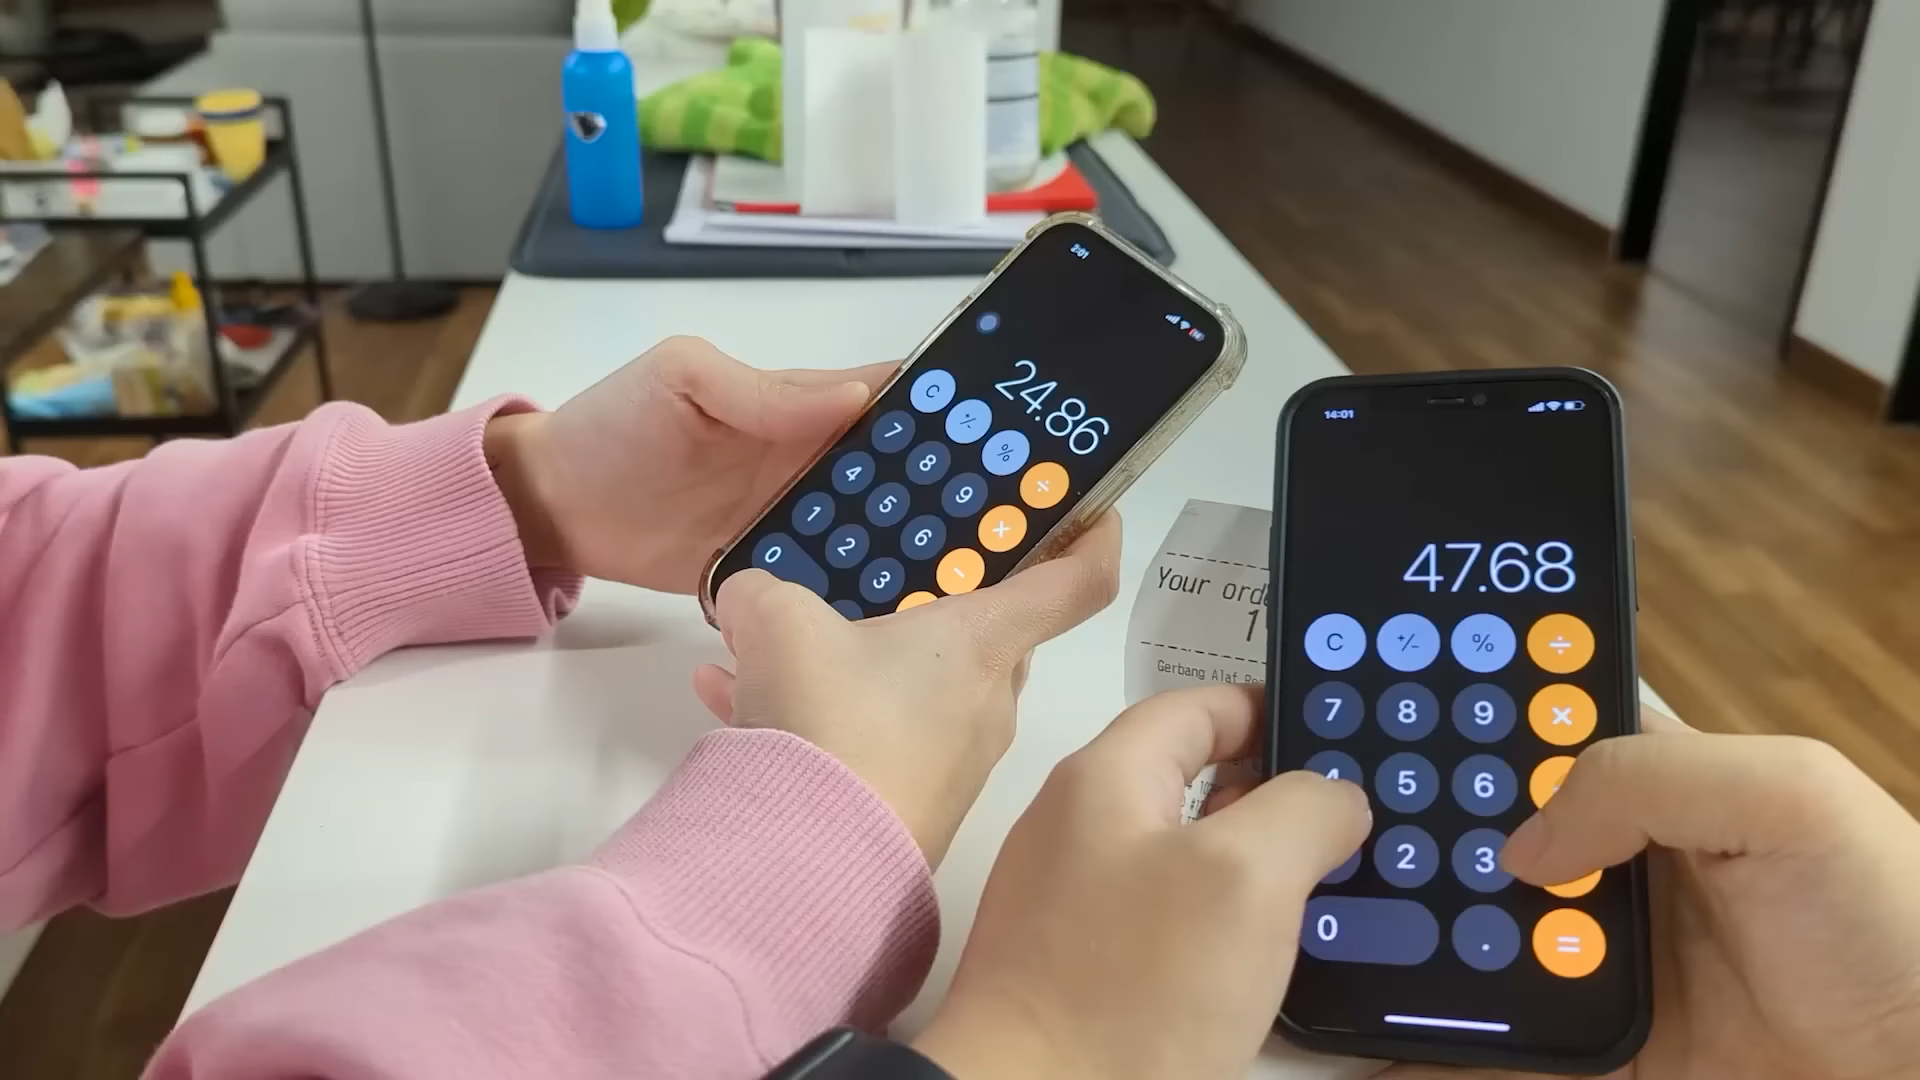 2:01
24.86
C +/- %
7 8 9 ÷
4 5 6 +
1 2 3 -
0
Your
1
Gerbang Alaf
14:01
47.68
C +/- % ÷
7 8 9 ×
4 5 6
2 3
0 . =